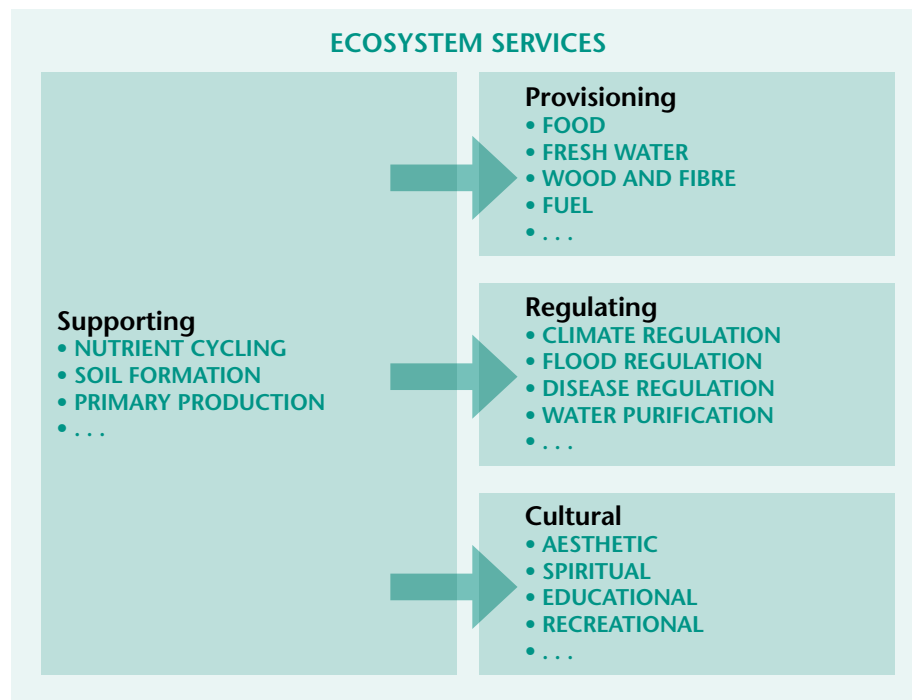 ECOSYSTEM SERVICES
Supporting
• NUTRIENT CYCLING
• SOIL FORMATION
• PRIMARY PRODUCTION
• . . .
Provisioning
• FOOD
• FRESH WATER
• WOOD AND FIBRE
• FUEL
• . . .
Regulating
• CLIMATE REGULATION
• FLOOD REGULATION
• DISEASE REGULATION
• WATER PURIFICATION
• . . .
Cultural
• AESTHETIC
• SPIRITUAL
• EDUCATIONAL
• RECREATIONAL
• . . .